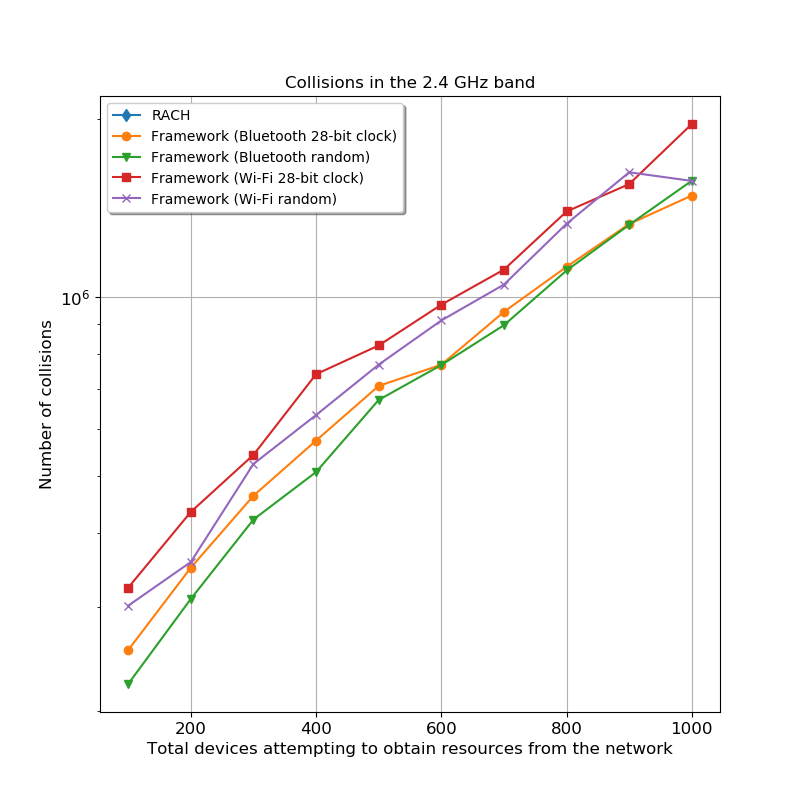 Collisions in the 2.4 GHz band
RACH
Framework (Bluetooth 28-bit clock)
Framework (Bluetooth random)
Framework (Wi-Fi 28-bit clock)
Framework (Wi-Fi random)
10⁶
Number of collisions
200 400 600 800 1000
Total devices attempting to obtain resources from the network